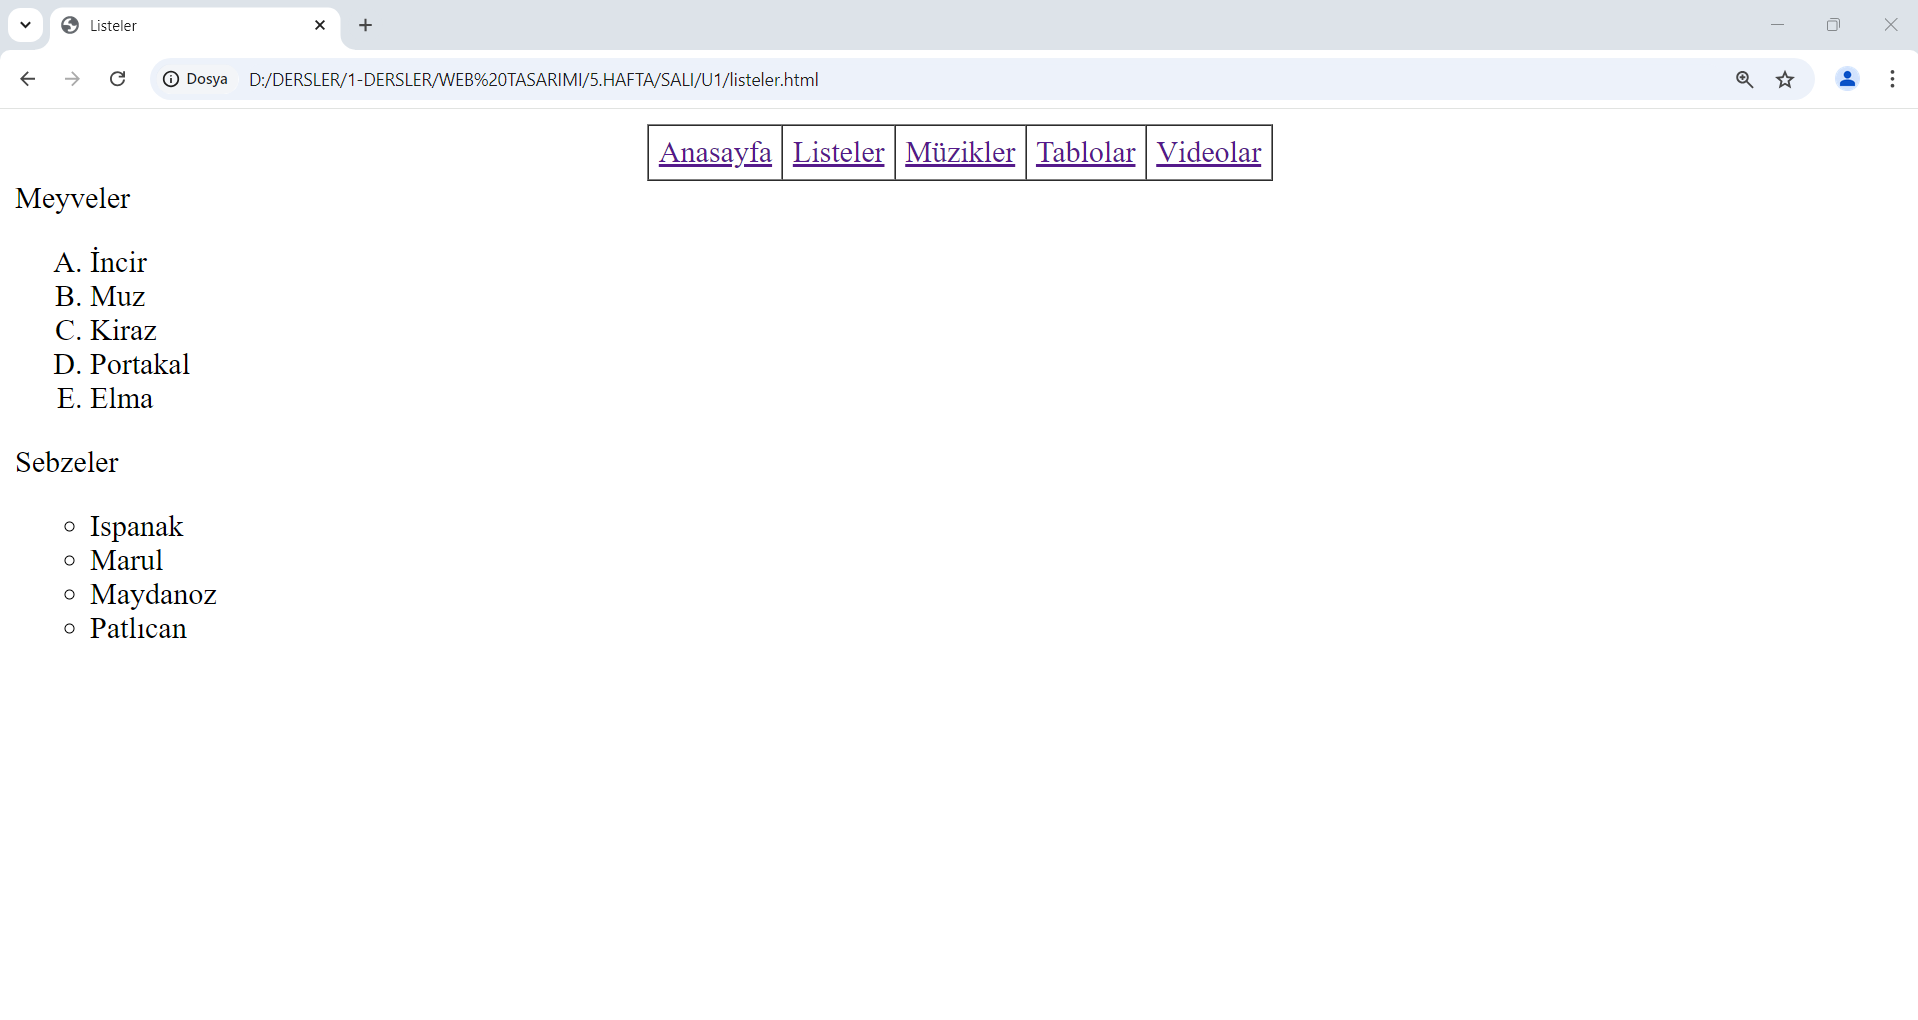 Listeler
Dosya D:/DERSLER/1-DERSLER/WEB%20TASARIMI/5.HAFTA/SALI/U1/listeler.html
Anasayfa Listeler Müzikler Tablolar Videolar
Meyveler
A. İncir
B. Muz
C. Kiraz
D. Portakal
E. Elma
Sebzeler
Ispanak
Marul
Maydanoz
Patlıcan